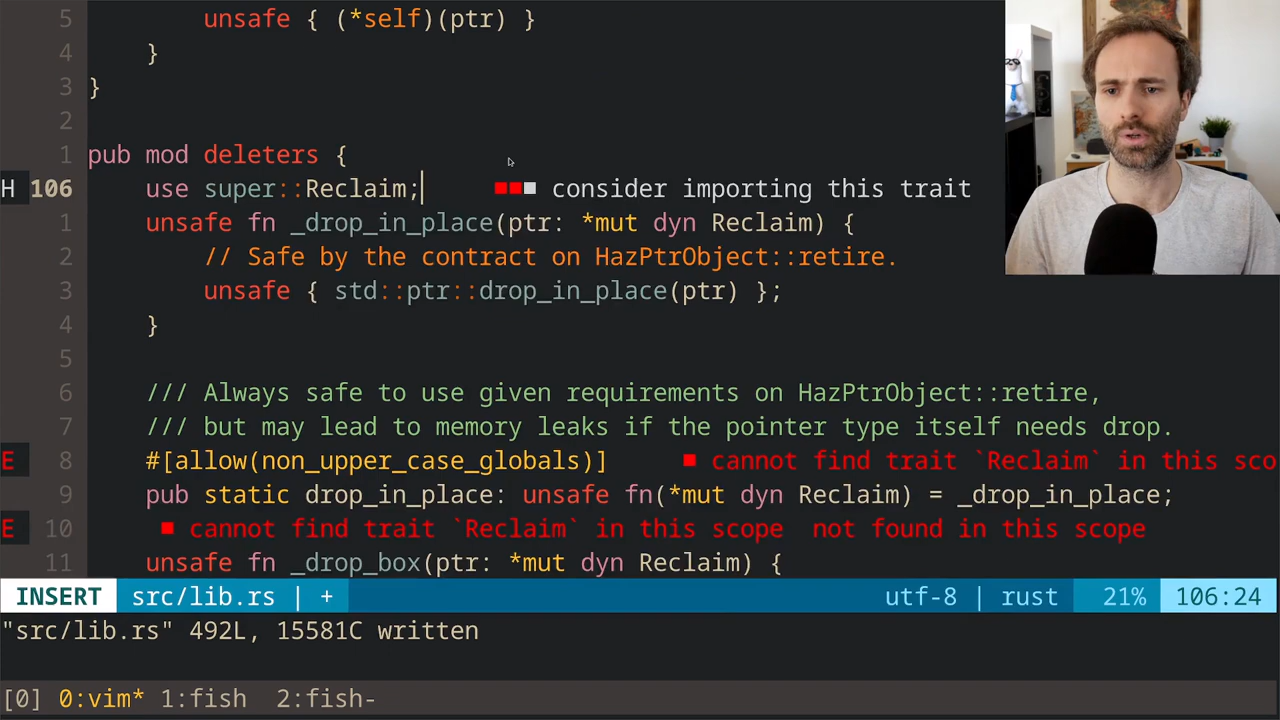 5 unsafe { (*self)(ptr) }
4 }
3 }
2
1 pub mod deleters {
H 106 use super::Reclaim; consider importing this trait
1 unsafe fn _drop_in_place(ptr: *mut dyn Reclaim) {
2 // Safe by the contract on HazPtrObject::retire.
3 unsafe { std::ptr::drop_in_place(ptr) };
4 }
5
6 /// Always safe to use given requirements on HazPtrObject::retire,
7 /// but may lead to memory leaks if the pointer type itself needs drop.
E 8 #[allow(non_upper_case_globals)] ■ cannot find trait `Reclaim` in this sco
9 pub static drop_in_place: unsafe fn(*mut dyn Reclaim) = _drop_in_place;
E 10 ■ cannot find trait `Reclaim` in this scope not found in this scope
11 unsafe fn _drop_box(ptr: *mut dyn Reclaim) {
INSERT src/lib.rs | + utf-8 | rust 21% 106:24
"src/lib.rs" 492L, 15581C written
[0] 0:vim* 1:fish 2:fish-